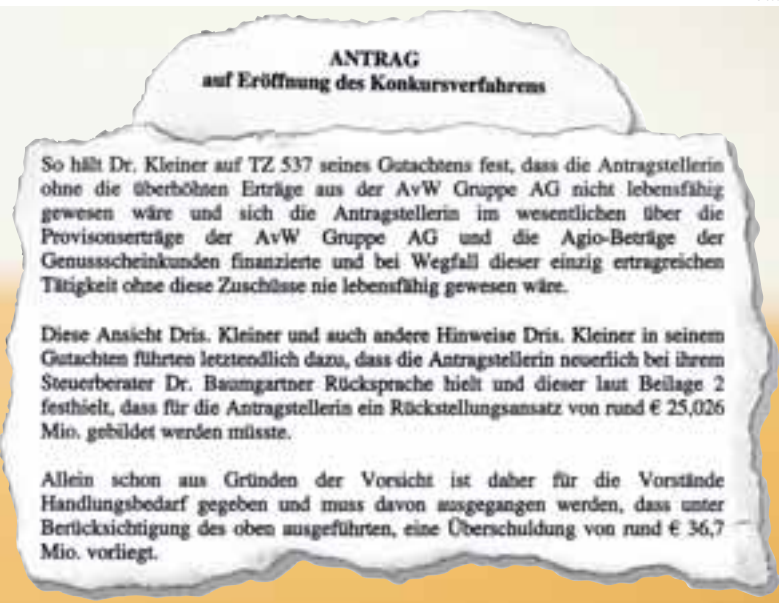 ANTRAG
auf Eröffnung des Konkursverfahrens
So hält Dr. Kleiner auf TZ 537 seines Gutachtens fest, dass die Antragstellerin
ohne die überhöhten Erträge aus der AvW Gruppe AG nicht lebensfähig
gewesen wäre und sich die Antragstellerin im wesentlichen über die
Provisonserträge der AvW Gruppe AG und die Agio-Beträge der
Genussscheinkunden finanzierte und bei Wegfall dieser einzig ertragreichen
Tätigkeit ohne diese Zuschüsse nie lebensfähig gewesen wäre.
Diese Ansicht Dris. Kleiner und auch andere Hinweise Dris. Kleiner in seinem
Gutachten führten letztendlich dazu, dass die Antragstellerin neuerlich bei ihrem
Steuerberater Dr. Baumgartner Rücksprache hielt und dieser laut Beilage 2
festhielt, dass für die Antragstellerin ein Rückstellungsansatz von rund € 25,026
Mio. gebildet werden müsste.
Allein schon aus Gründen der Vorsicht ist daher für die Vorstände
Handlungsbedarf gegeben und muss davon ausgegangen werden, dass unter
Berücksichtigung des oben ausgeführten, eine Überschuldung von rund € 36,7
Mio. vorliegt.